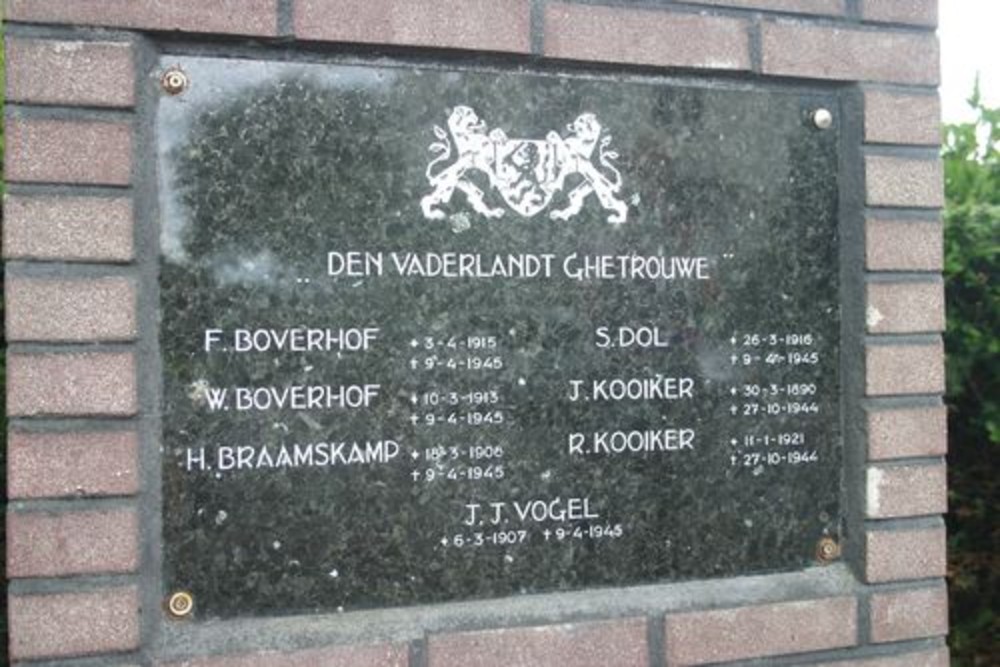 „ DEN VADERLANDT GHETROUWE "
F. BOVERHOF * 3-4-1915
† 9-4-1945
W. BOVERHOF * 10-3-1913
† 9-4-1945
H. BRAAMSKAMP * 18-3-1906
† 9-4-1945
S. DOL * 26-3-1916
† 9-4-1945
J. KOOIKER * 30-3-1890
† 27-10-1944
R. KOOIKER * 11-1-1921
† 27-10-1944
J. J. VOGEL
* 6-3-1907 † 9-4-1945